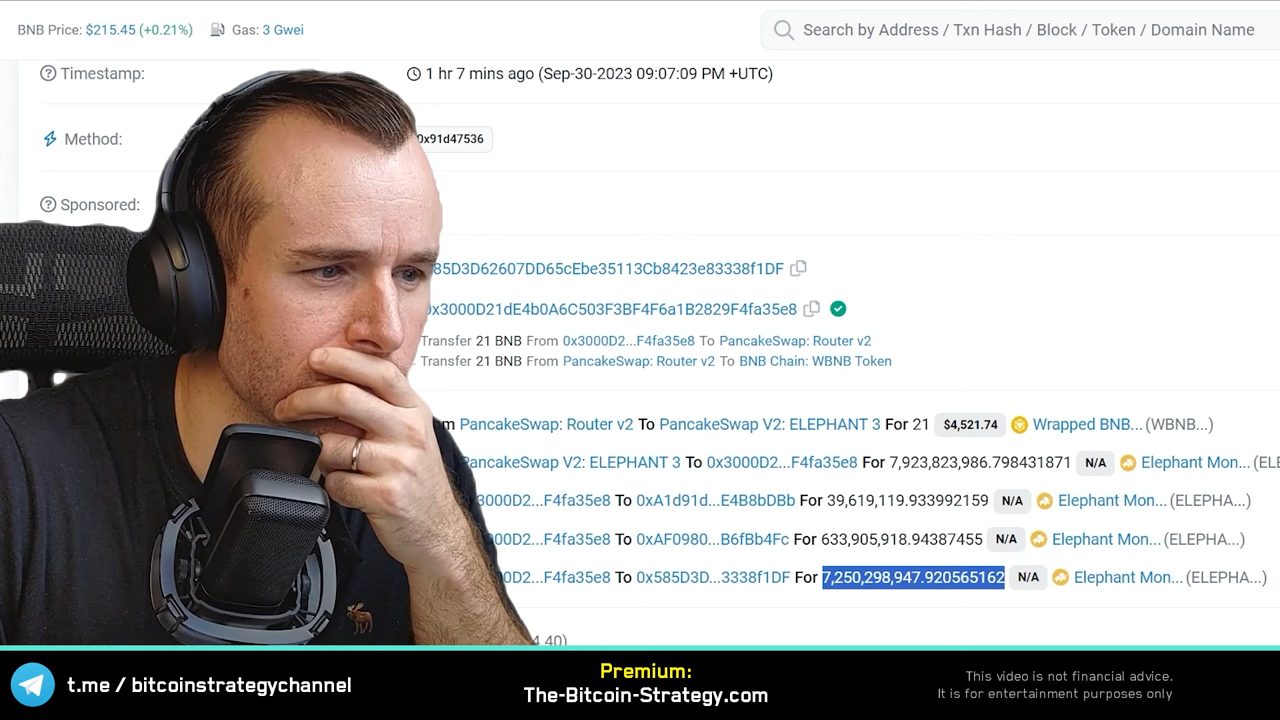 BNB Price: $215.45 (+0.21%) Gas: 3 Gwei
Search by Address / Txn Hash / Block / Token / Domain Name
Timestamp: 1 hr 7 mins ago (Sep-30-2023 09:07:09 PM +UTC)
Method: 0x91d47536
Sponsored:
85D3D62607DD65cEbe35113Cb8423e83338f1DF
0x3000D21dE4b0A6C503F3BF4F6a1B2829F4fa35e8
Transfer 21 BNB From 0x3000D2...F4fa35e8 To PancakeSwap: Router v2
Transfer 21 BNB From PancakeSwap: Router v2 To BNB Chain: WBNB Token
m PancakeSwap: Router v2 To PancakeSwap V2: ELEPHANT 3 For 21 $4,521.74 Wrapped BNB... (WBNB...)
PancakeSwap V2: ELEPHANT 3 To 0x3000D2...F4fa35e8 For 7,923,823,986.798431871 N/A Elephant Mon... (ELE
000D2...F4fa35e8 To 0xA1d91d...E4B8bDBb For 39,619,119.933992159 N/A Elephant Mon... (ELEPHA...)
00D2...F4fa35e8 To 0xAF0980...B6fBb4Fc For 633,905,918.94387455 N/A Elephant Mon... (ELEPHA...)
0D2...F4fa35e8 To 0x585D3D...3338f1DF For 7,250,298,947.920565162 N/A Elephant Mon... (ELEPHA...)
4.40)
t.me / bitcoinstrategychannel
Premium:
The-Bitcoin-Strategy.com
This video is not financial advice.
It is for entertainment purposes only